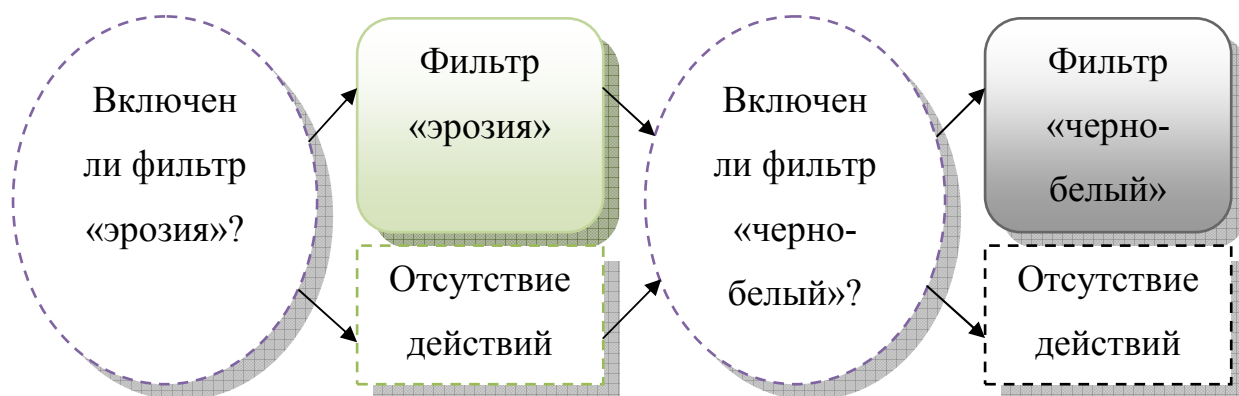 Включен
ли фильтр
«эрозия»?
Фильтр
«эрозия»
Отсутствие
действий
Включен
ли фильтр
«черно-
белый»?
Фильтр
«черно-
белый»
Отсутствие
действий